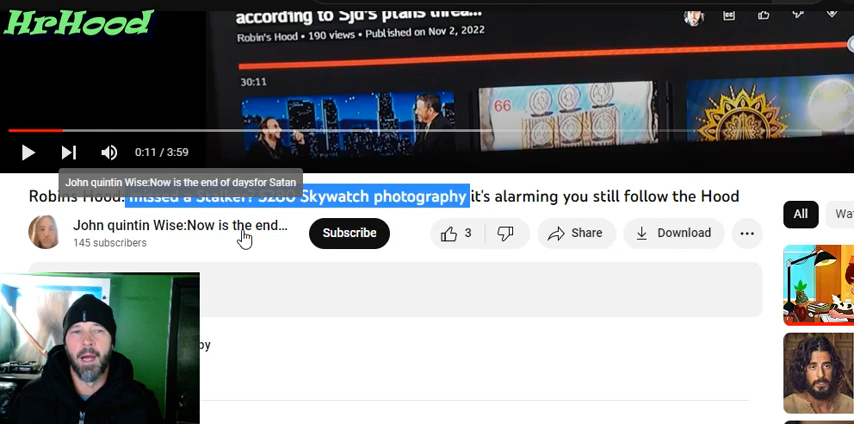 HrHood
according to Sjd's plans threa...
Robin's Hood • 190 views • Published on Nov 2, 2022
30:11
66
0:11 / 3:59
John quintin Wise:Now is the end of daysfor Satan
Robins Hood: missed a Stalker? 5280 Skywatch photography it's alarming you still follow the Hood
John quintin Wise:Now is the end...
145 subscribers
Subscribe
3
Share
Download
All
Wa
by